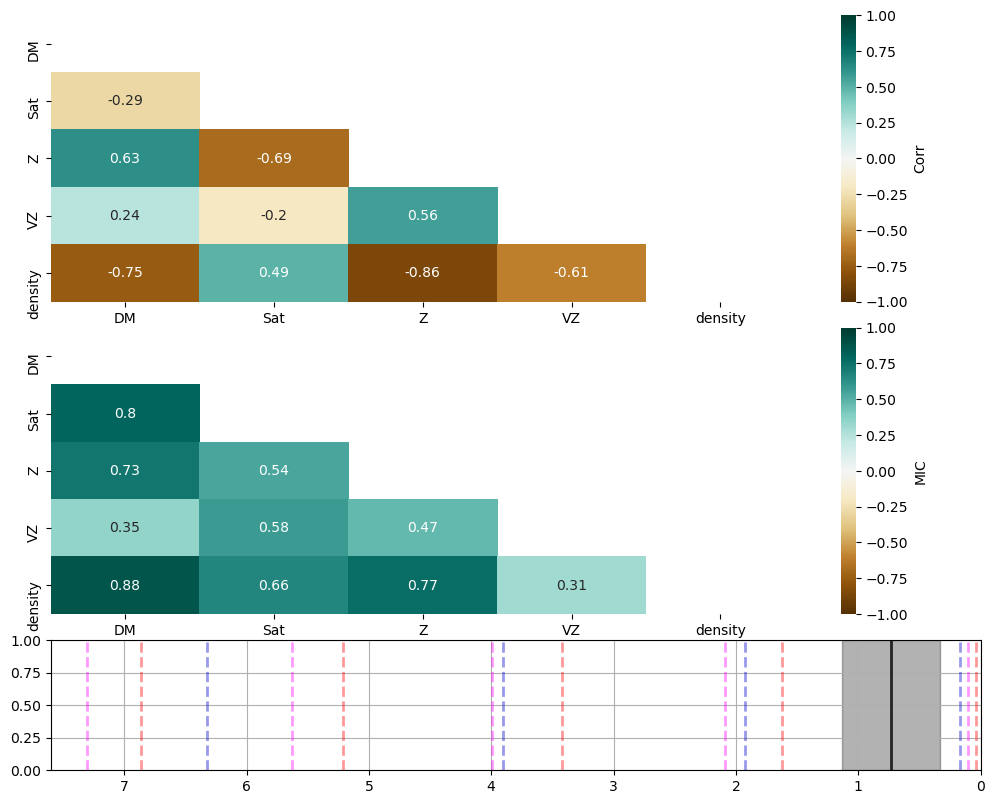 DM
Sat
Z
VZ
density
-0.29
0.63 -0.69
0.24 -0.2 0.56
-0.75 0.49 -0.86 -0.61
DM Sat Z VZ density
1.00
0.75
0.50
0.25
0.00
−0.25
−0.50
−0.75
−1.00
Corr
DM
Sat
Z
VZ
density
0.8
0.73 0.54
0.35 0.58 0.47
0.88 0.66 0.77 0.31
DM Sat Z VZ density
1.00
0.75
0.50
0.25
0.00
−0.25
−0.50
−0.75
−1.00
MIC
1.00
0.75
0.50
0.25
0.00
7 6 5 4 3 2 1 0